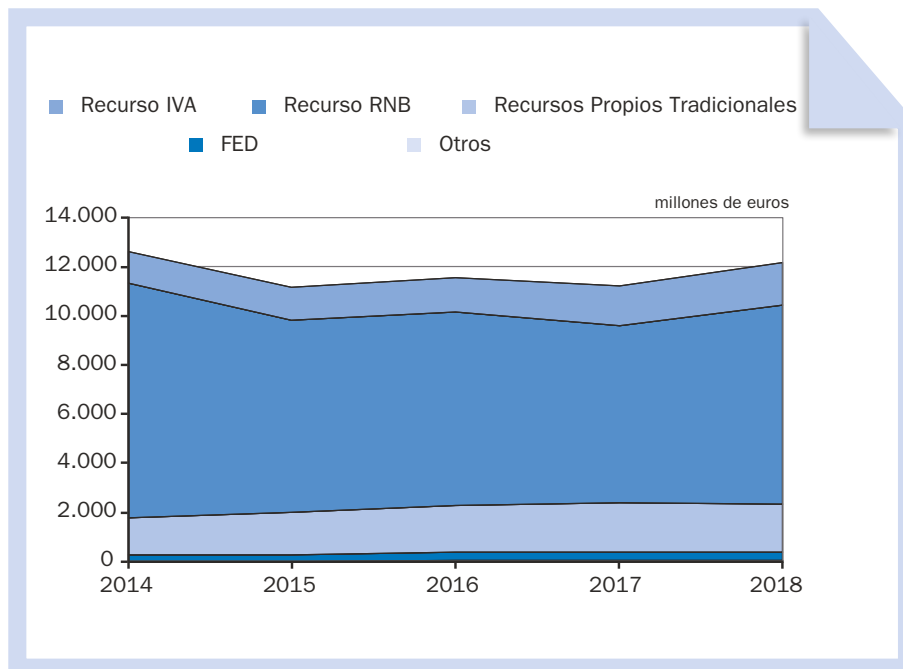 Recurso IVA Recurso RNB Recursos Propios Tradicionales
FED Otros
millones de euros
14.000
12.000
10.000
8.000
6.000
4.000
2.000
0
2014 2015 2016 2017 2018